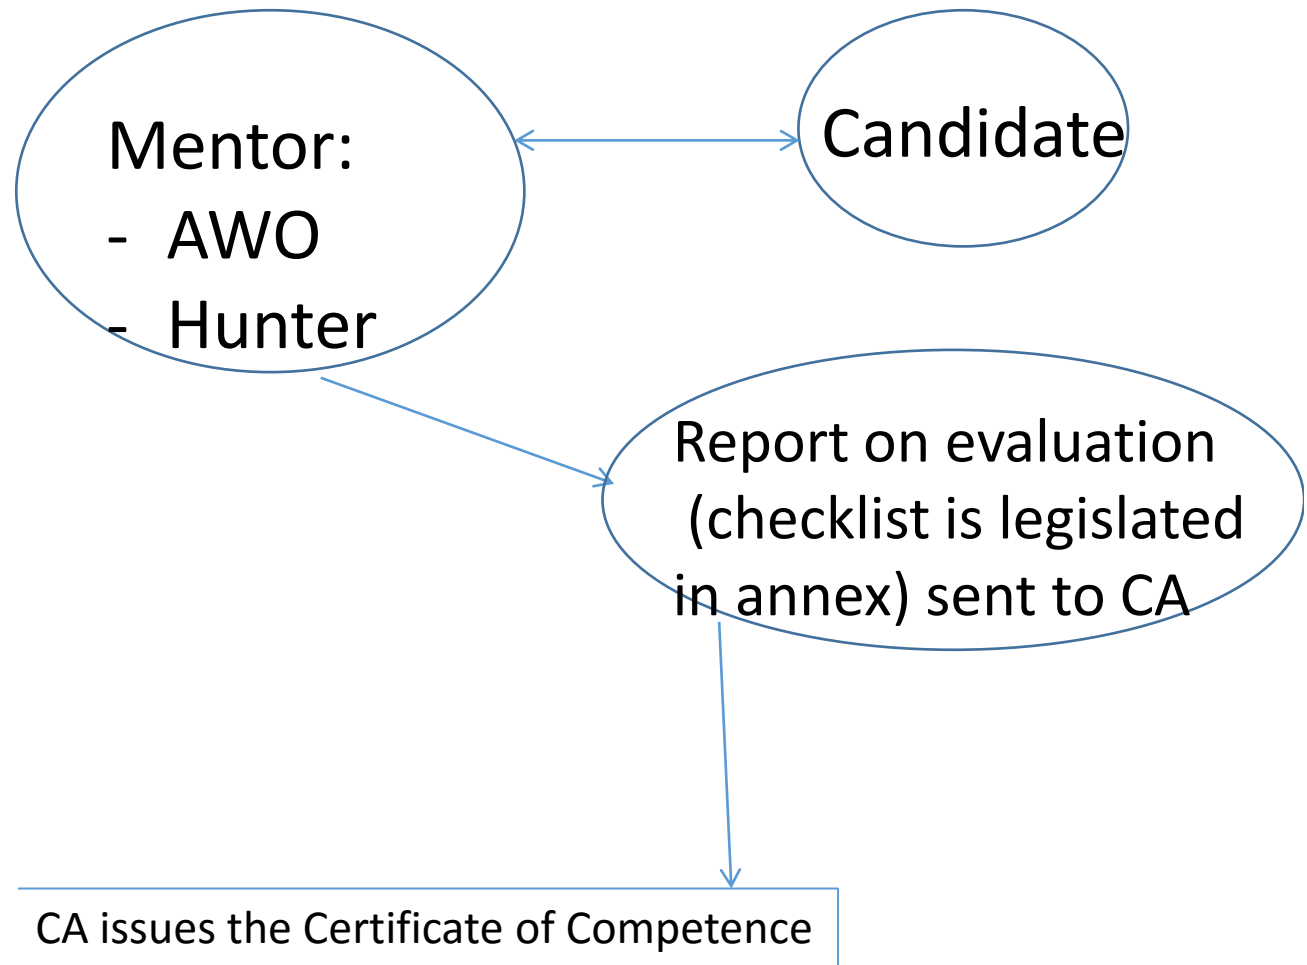 Mentor:
- AWO
- Hunter
Candidate
Report on evaluation
(checklist is legislated
in annex) sent to CA
CA issues the Certificate of Competence